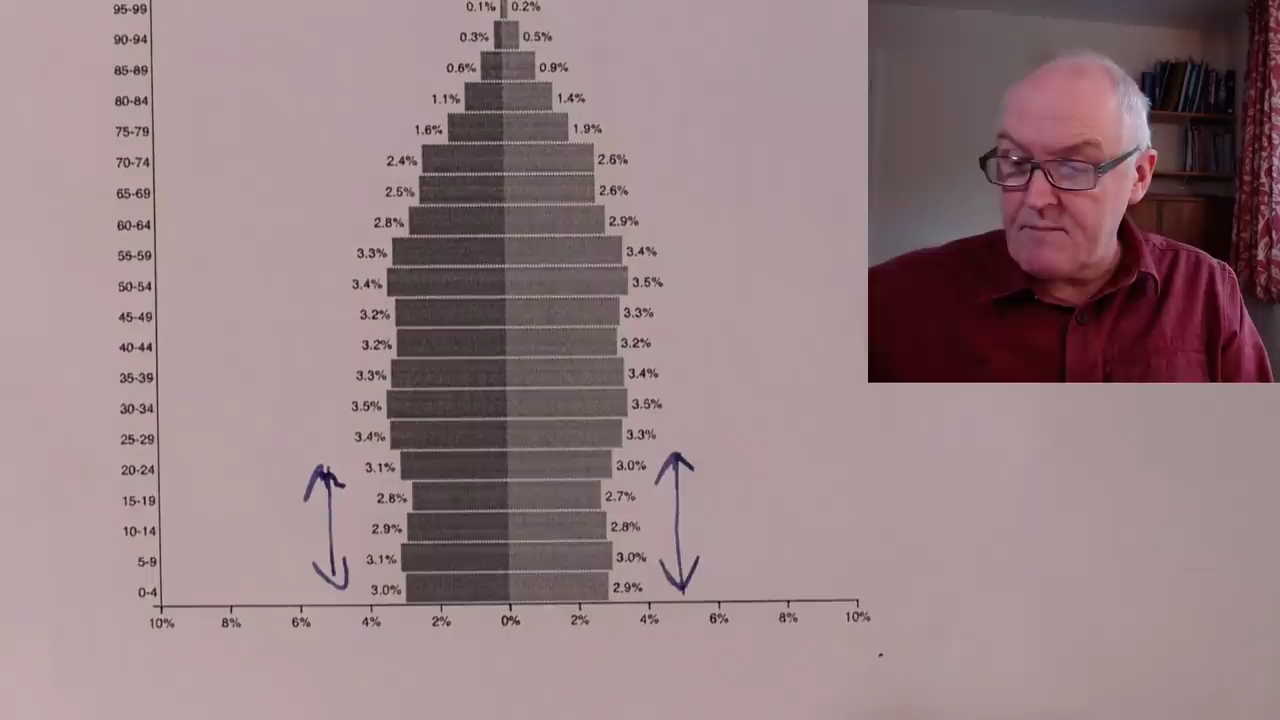 95-99 0.1% 0.2%
90-94 0.3% 0.5%
85-89 0.6% 0.9%
80-84 1.1% 1.4%
75-79 1.6% 1.9%
70-74 2.4% 2.6%
65-69 2.5% 2.6%
60-64 2.8% 2.9%
55-59 3.3% 3.4%
50-54 3.4% 3.5%
45-49 3.2% 3.3%
40-44 3.2% 3.2%
35-39 3.3% 3.4%
30-34 3.5% 3.5%
25-29 3.4% 3.3%
20-24 3.1% 3.0%
15-19 2.8% 2.7%
10-14 2.9% 2.8%
5-9 3.1% 3.0%
0-4 3.0% 2.9%
10% 8% 6% 4% 2% 0% 2% 4% 6% 8% 10%